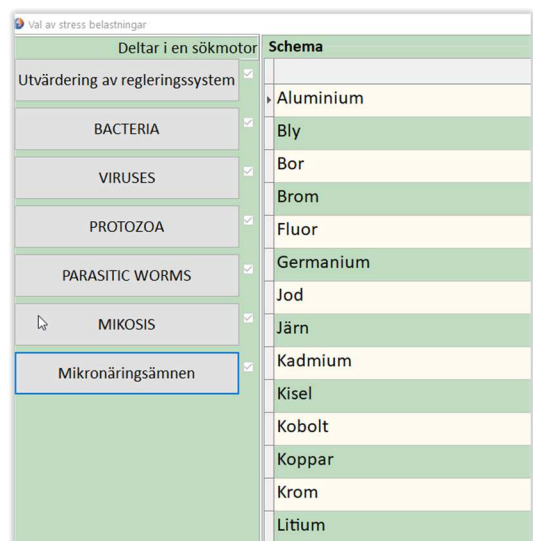 Val av stress belastningar
Deltar i en sökmotor
Utvärdering av regleringssystem
BACTERIA
VIRUSES
PROTOZOA
PARASITIC WORMS
MIKOSIS
Mikronäringsämnen
Schema
Aluminium
Bly
Bor
Brom
Fluor
Germanium
Jod
Järn
Kadmium
Kisel
Kobolt
Koppar
Krom
Litium